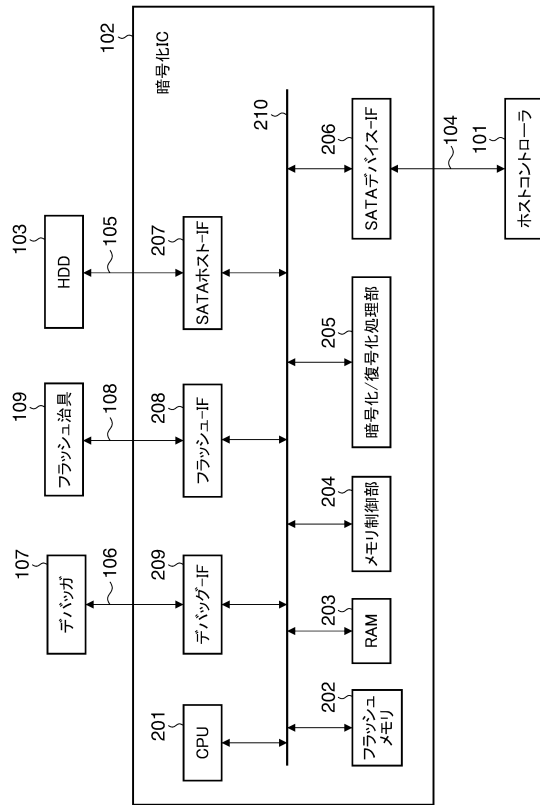 102
暗号化IC
107
デバッガ
109
フラッシュ治具
103
HDD
106
108
105
201
CPU
209
デバッグ-IF
208
フラッシュ-IF
207
SATAホスト-IF
210
202
フラッシュ
メモリ
203
RAM
204
メモリ制御部
205
暗号化/復号化処理部
206
SATAデバイス-IF
104
101
ホストコントローラ